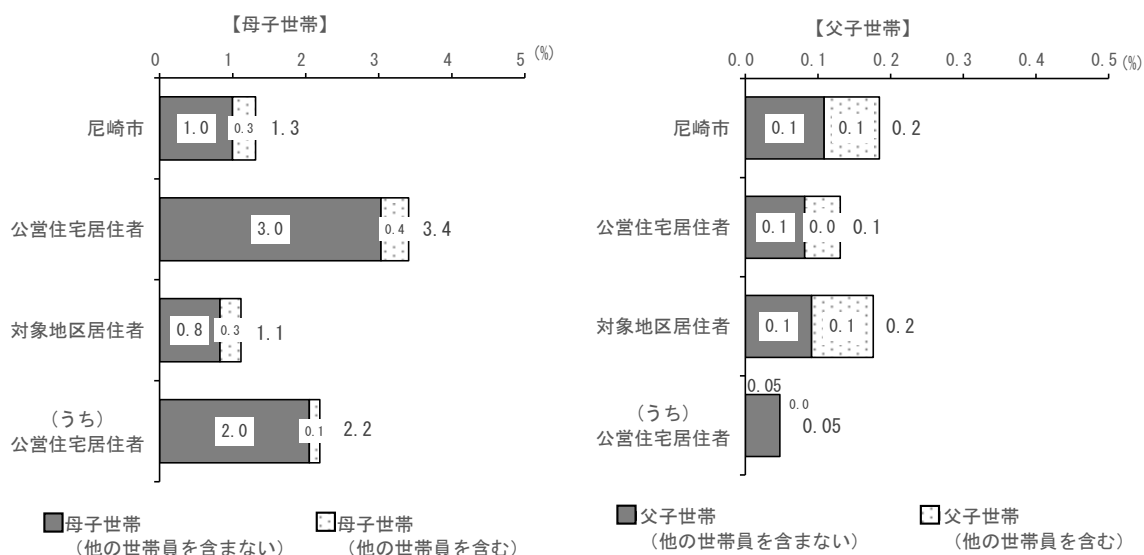 【母子世帯】
0 1 2 3 4 5 (%)
尼崎市 1.0 0.3 1.3
公営住宅居住者 3.0 0.4 3.4
対象地区居住者 0.8 0.3 1.1
(うち)
公営住宅居住者 2.0 0.1 2.2
母子世帯
(他の世帯員を含まない)
母子世帯
(他の世帯員を含む)
【父子世帯】
0.0 0.1 0.2 0.3 0.4 0.5 (%)
尼崎市 0.1 0.1 0.2
公営住宅居住者 0.1 0.0 0.1
対象地区居住者 0.1 0.1 0.2
(うち)
公営住宅居住者 0.05 0.0 0.05
父子世帯
(他の世帯員を含まない)
父子世帯
(他の世帯員を含む)